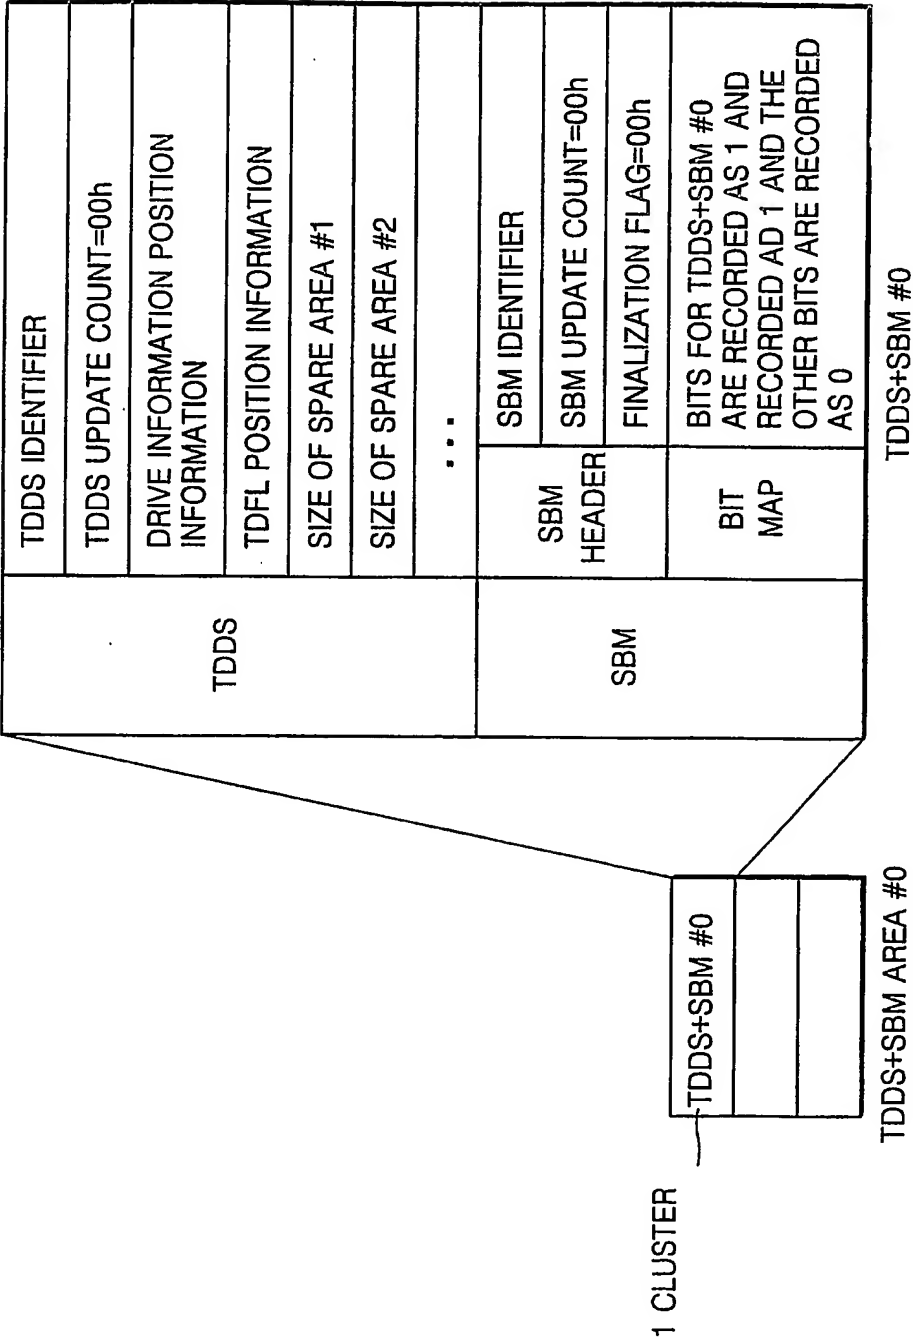 1 CLUSTER
TDDS+SBM #0
TDDS+SBM AREA #0
TDDS
TDDS IDENTIFIER
TDDS UPDATE COUNT=00h
DRIVE INFORMATION POSITION
INFORMATION
TDFL POSITION INFORMATION
SIZE OF SPARE AREA #1
SIZE OF SPARE AREA #2
...
SBM
SBM
HEADER
SBM IDENTIFIER
SBM UPDATE COUNT=00h
FINALIZATION FLAG=00h
BIT
MAP
BITS FOR TDDS+SBM #0
ARE RECORDED AS 1 AND
RECORDED AD 1 AND THE
OTHER BITS ARE RECORDED
AS 0
TDDS+SBM #0